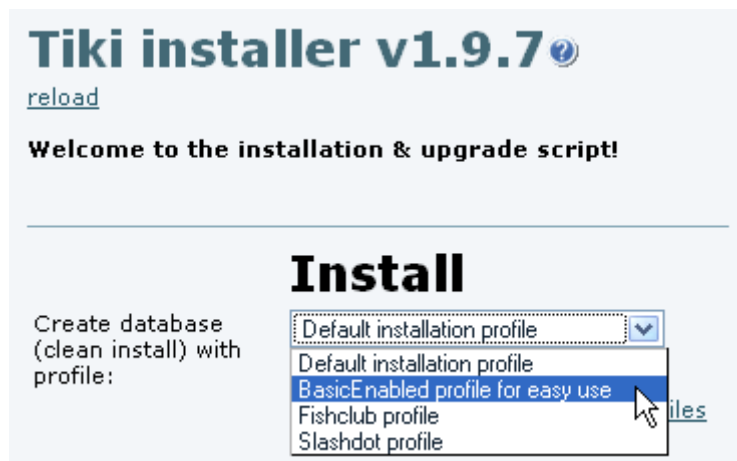 Tiki installer v1.9.7
reload
Welcome to the installation & upgrade script!
Install
Create database
(clean install) with
profile:
Default installation profile
Default installation profile
BasicEnabled profile for easy use
Fishclub profile
Slashdot profile